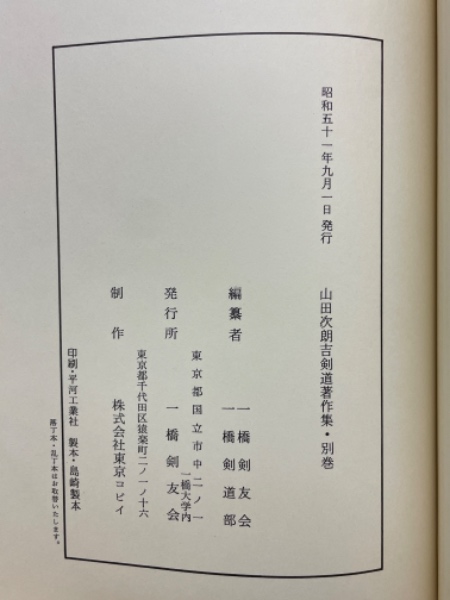 昭和五十一年九月一日発行 山田次朗吉剣道著作集・別巻
編纂者 一橋剣友会
一橋剣道部
東京都国立市中二ノ一
一橋大学内
発行所 一橋剣友会
東京都千代田区猿楽町二ノ一ノ十六
制作 株式会社東京コピイ
印刷・平河工業社 製本・島崎製本
落丁本・乱丁本はお取替いたします。